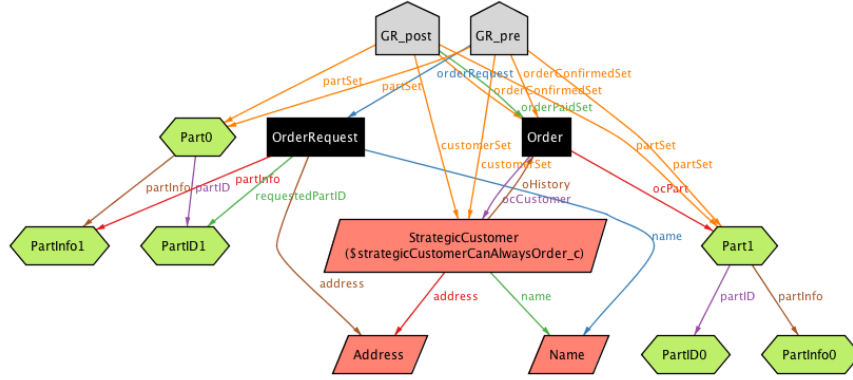 GR_post
GR_pre
orderRequest
orderConfirmedSet
partSet
partSet
orderConfirmedSet
orderPaidSet
Part0
OrderRequest
Order
customerSet
partSet
customerSet
partSet
partInfo
partID
partInfo
requestedPartID
oHistory
ocCustomer
ocPart
PartInfo1
PartID1
StrategicCustomer
($strategicCustomerCanAlwaysOrder_c)
name
Part1
address
address
name
partID
partInfo
Address
Name
PartID0
PartInfo0